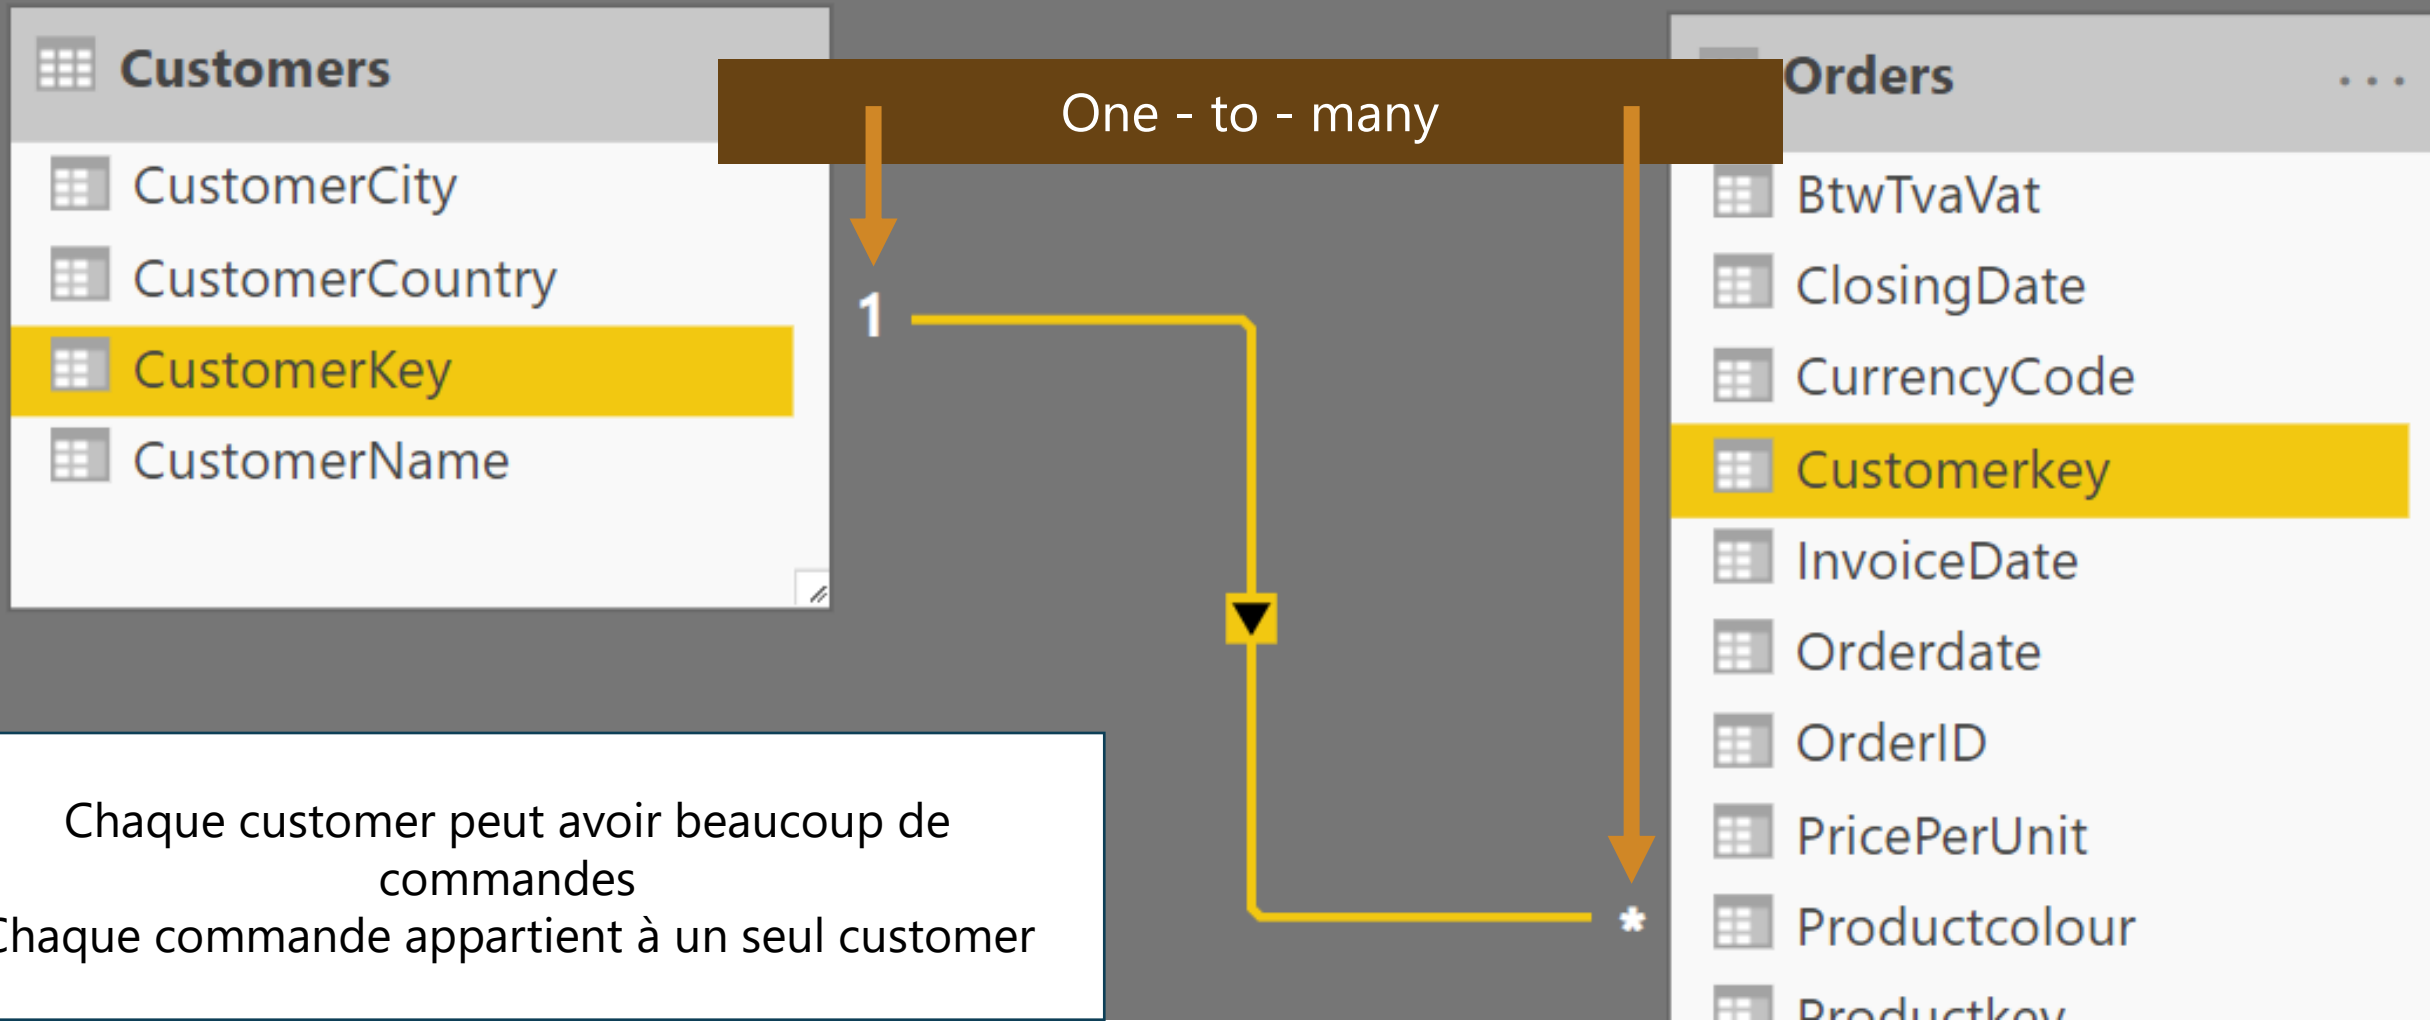 Customers
CustomerCity
CustomerCountry
CustomerKey
CustomerName
One - to - many
1
*
Orders
...
BtwTvaVat
ClosingDate
CurrencyCode
Customerkey
InvoiceDate
Orderdate
OrderID
PricePerUnit
Productcolour
Productkey
Chaque customer peut avoir beaucoup de
commandes
Chaque commande appartient à un seul customer